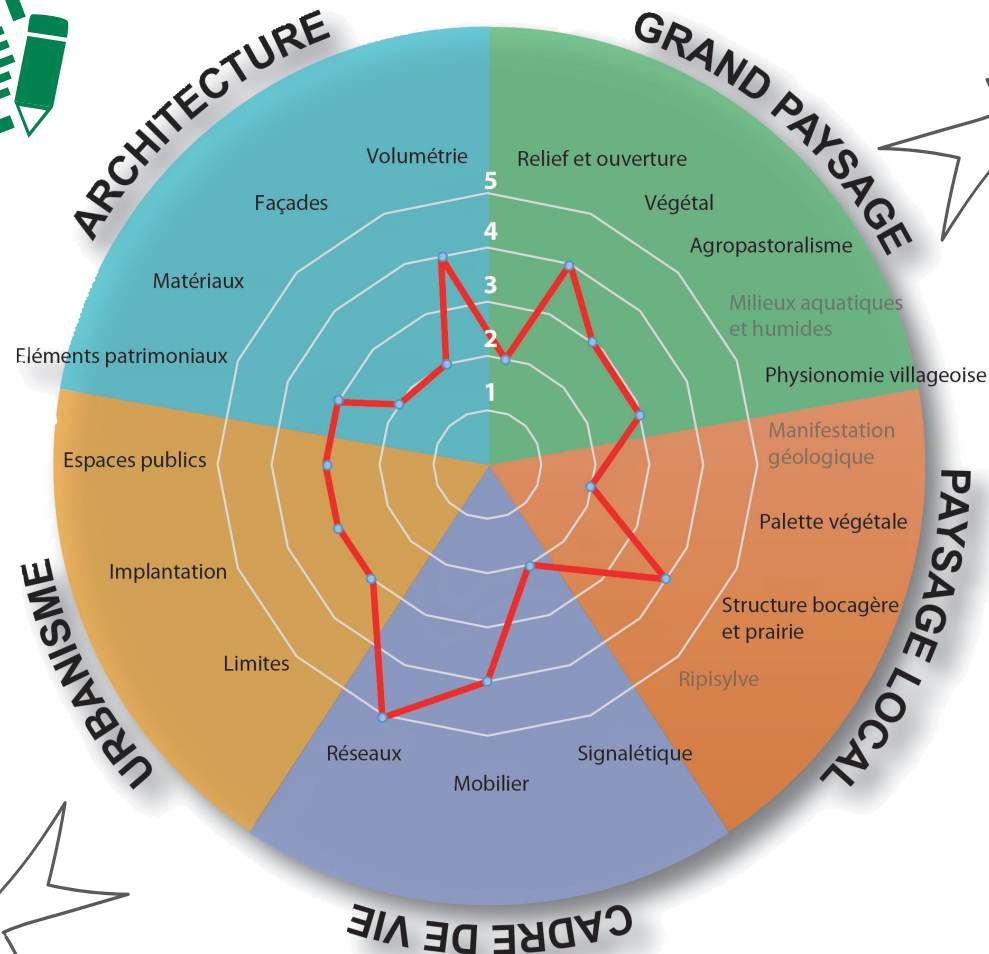 ARCHITECTURE
GRAND PAYSAGE
Volumétrie
Relief et ouverture
Façades
Végétal
Matériaux
Agropastoralisme
Milieux aquatiques
et humides
Eléments patrimoniaux
Physionomie villageoise
5
4
3
2
1
Espaces publics
Manifestation
géologique
Palette végétale
Implantation
Structure bocagère
et prairie
Limites
Ripisylve
Réseaux
Mobilier
Signalétique
URBANISME
PAYSAGE LOCAL
CADRE DE VIE